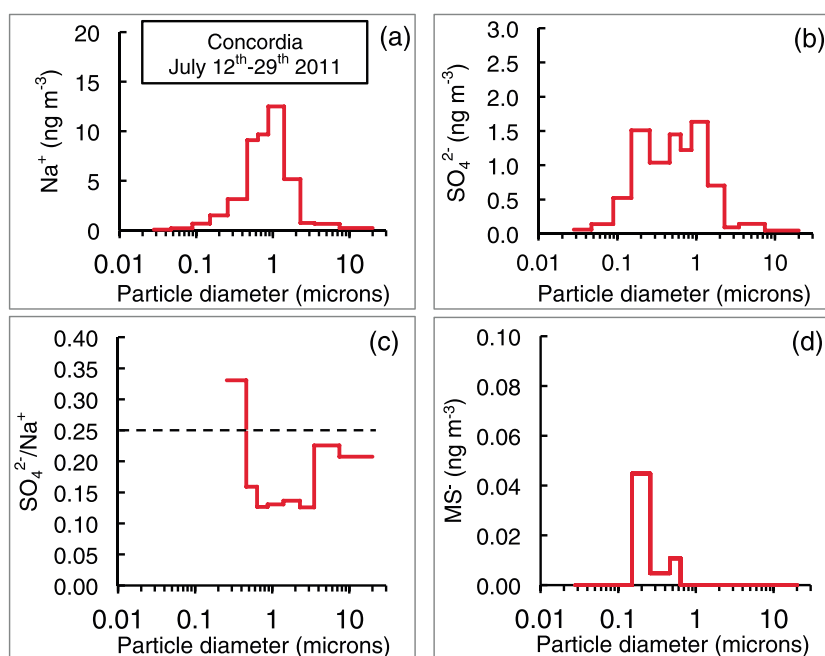 (a)
Concordia
July 12th-29th 2011
Na+ (ng m-3)
20
15
10
5
0
0.01 0.1 1 10
Particle diameter (microns)
(b)
SO42- (ng m-3)
3.0
2.5
2.0
1.5
1.0
0.5
0.0
0.01 0.1 1 10
Particle diameter (microns)
(c)
SO42-/Na+
0.40
0.35
0.30
0.25
0.20
0.15
0.10
0.05
0.00
0.01 0.1 1 10
Particle diameter (microns)
(d)
MS- (ng m-3)
0.10
0.08
0.06
0.04
0.02
0.00
0.01 0.1 1 10
Particle diameter (microns)